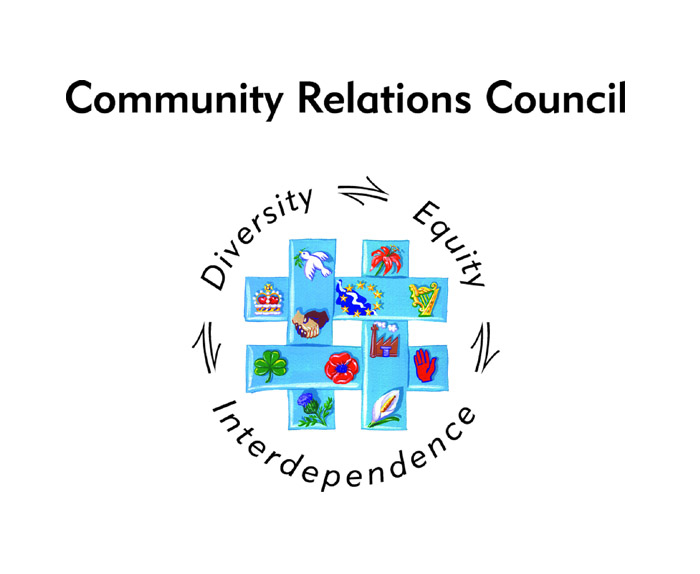 Community Relations Council
Diversity
Equity
Interdependence